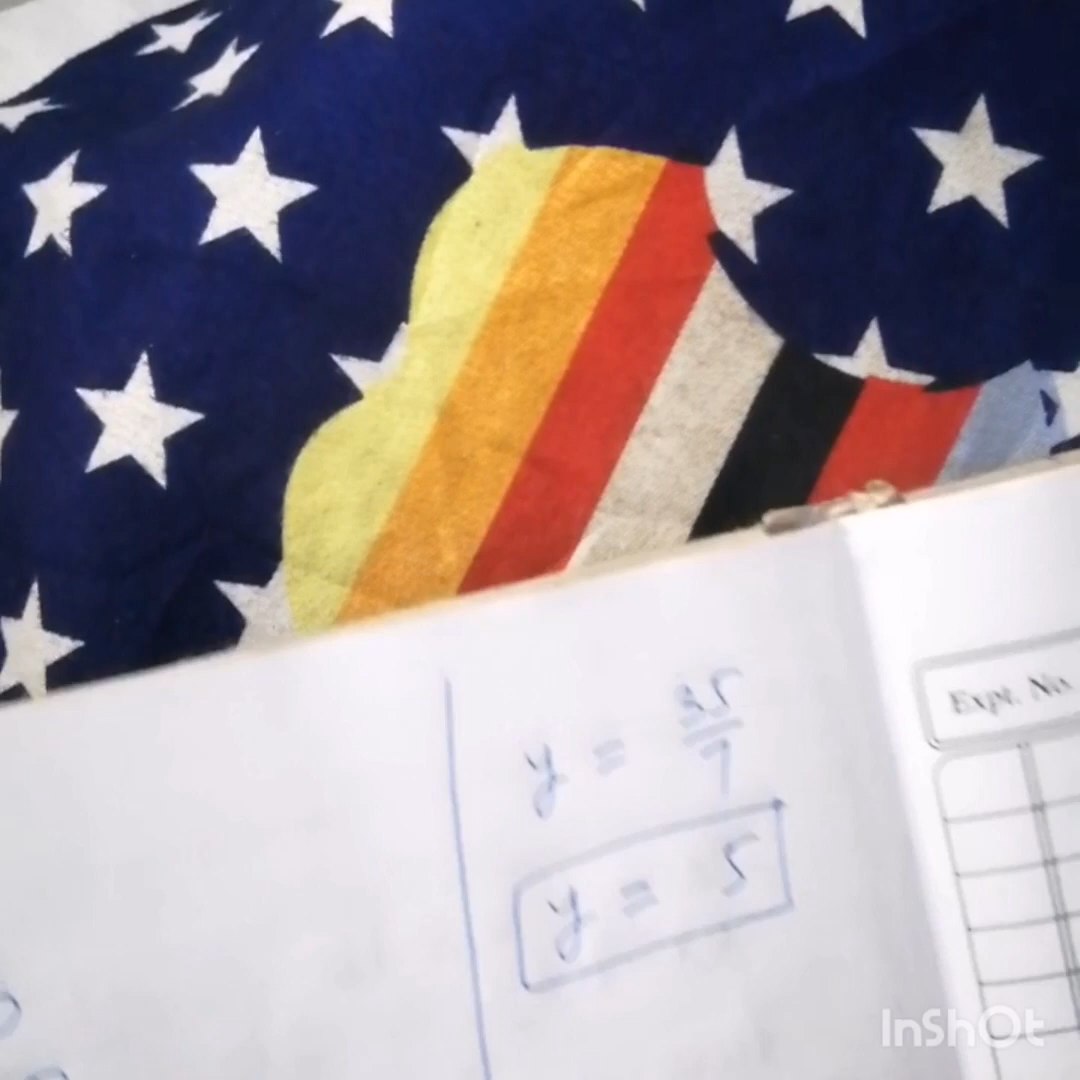 y = 35/7
y = 5
Expt. No.
InShOt